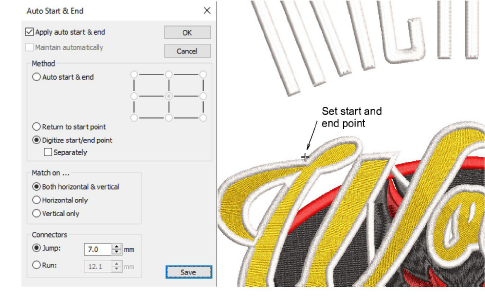 Auto Start & End
Apply auto start & end
OK
Maintain automatically
Cancel
Method
Auto start & end
Return to start point
Digitize start/end point
Separately
Match on ...
Both horizontal & vertical
Horizontal only
Vertical only
Connectors
Jump: 7.0 mm
Run: 12.1 mm
Save
Set start and
end point